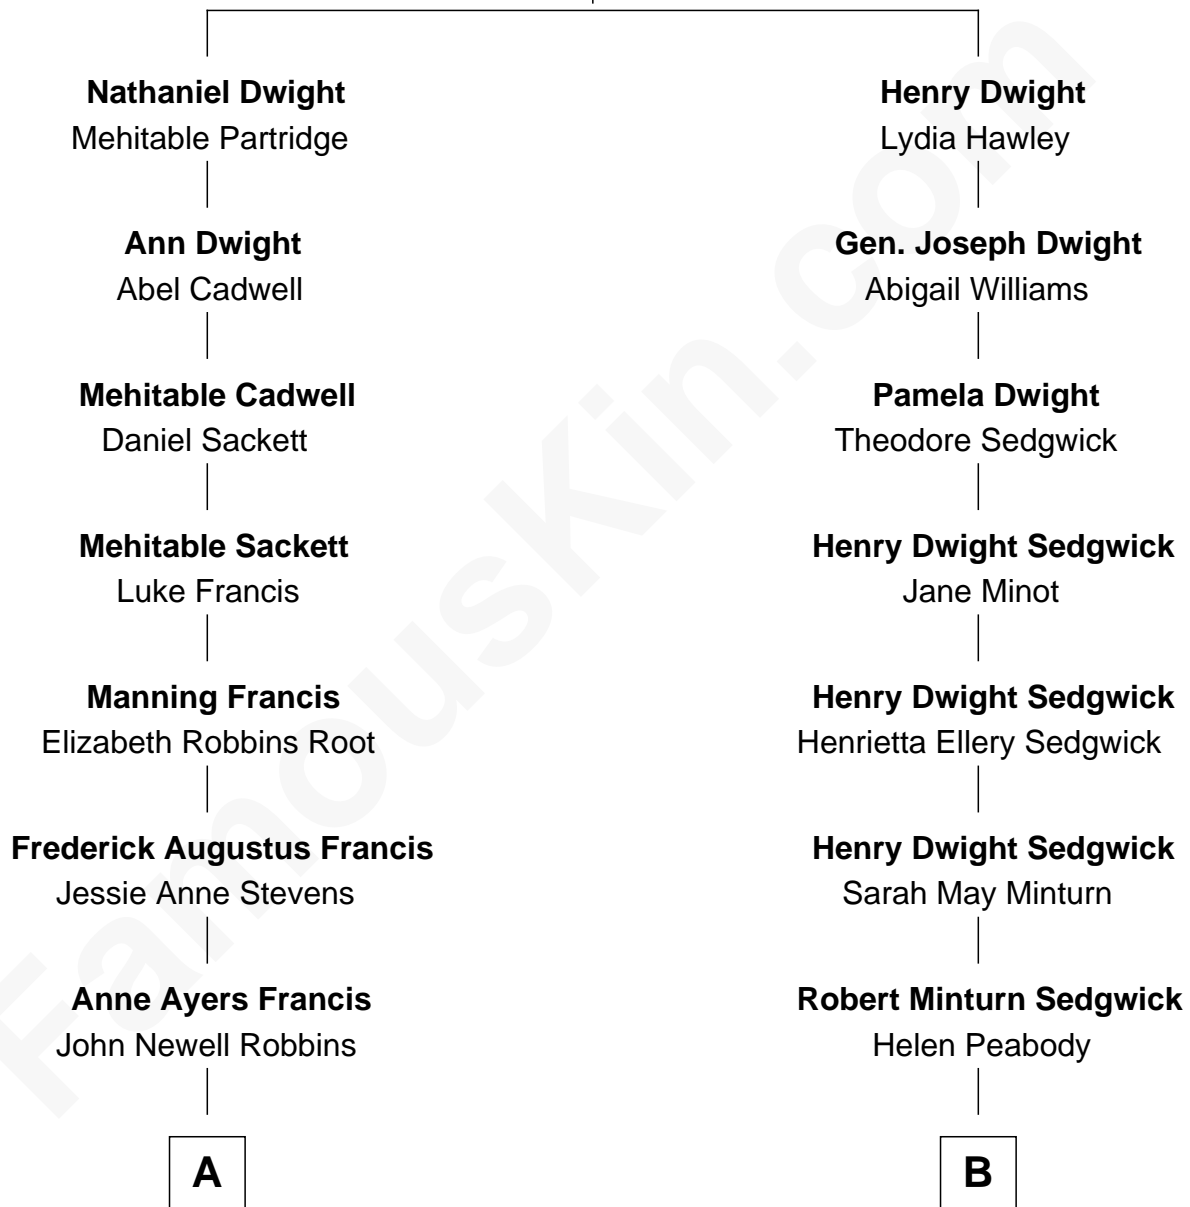 Nathaniel Dwight
Mehitable Partridge
Ann Dwight
Abel Cadwell
Mehitable Cadwell
Daniel Sackett
Mehitable Sackett
Luke Francis
Manning Francis
Elizabeth Robbins Root
Frederick Augustus Francis
Jessie Anne Stevens
Anne Ayers Francis
John Newell Robbins
A
Henry Dwight
Lydia Hawley
Gen. Joseph Dwight
Abigail Williams
Pamela Dwight
Theodore Sedgwick
Henry Dwight Sedgwick
Jane Minot
Henry Dwight Sedgwick
Henrietta Ellery Sedgwick
Henry Dwight Sedgwick
Sarah May Minturn
Robert Minturn Sedgwick
Helen Peabody
B
FamousKin.com